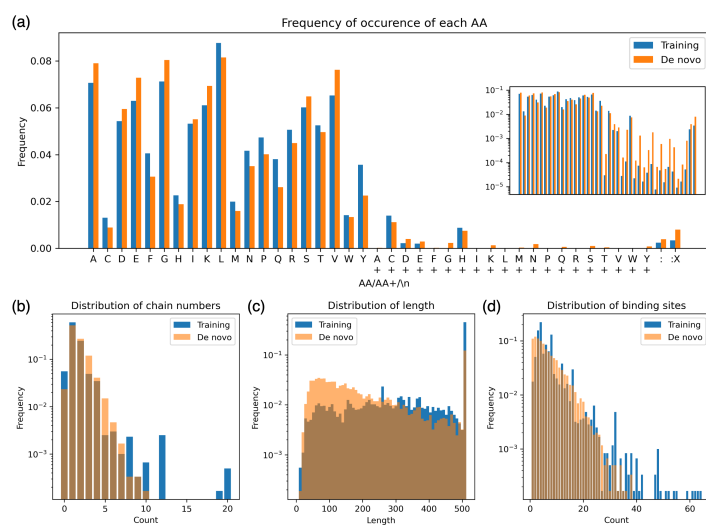 (a)
Frequency of occurence of each AA
Training
De novo
Frequency
0.08
0.06
0.04
0.02
0.00
10⁻¹
10⁻²
10⁻³
10⁻⁴
10⁻⁵
A C D E F G H I K L M N P Q R S T V W Y A C D E F G H I K L M N P Q R S T V W Y : :X
+ + + + + + + + + + + + + + + + + + + +
AA/AA+/\n
(b)
Distribution of chain numbers
Training
De novo
Frequency
10⁻¹
10⁻²
10⁻³
0 5 10 15 20
Count
(c)
Distribution of length
Training
De novo
Frequency
10⁻¹
10⁻²
10⁻³
0 100 200 300 400 500
Length
(d)
Distribution of binding sites
Training
De novo
Frequency
10⁻¹
10⁻²
10⁻³
0 20 40 60
Count